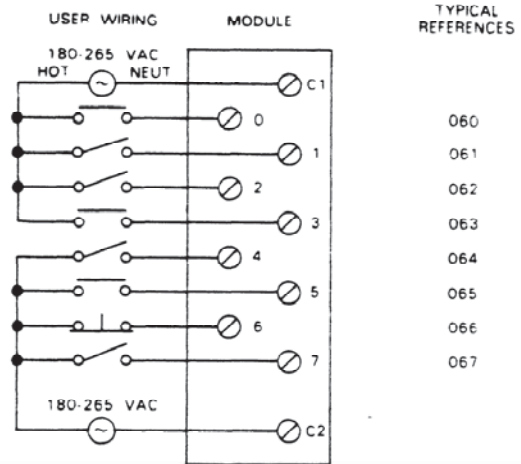 USER WIRING MODULE TYPICAL REFERENCES
180-265 VAC
HOT NEUT C1
0 060
1 061
2 062
3 063
4 064
5 065
6 066
7 067
180-265 VAC
C2